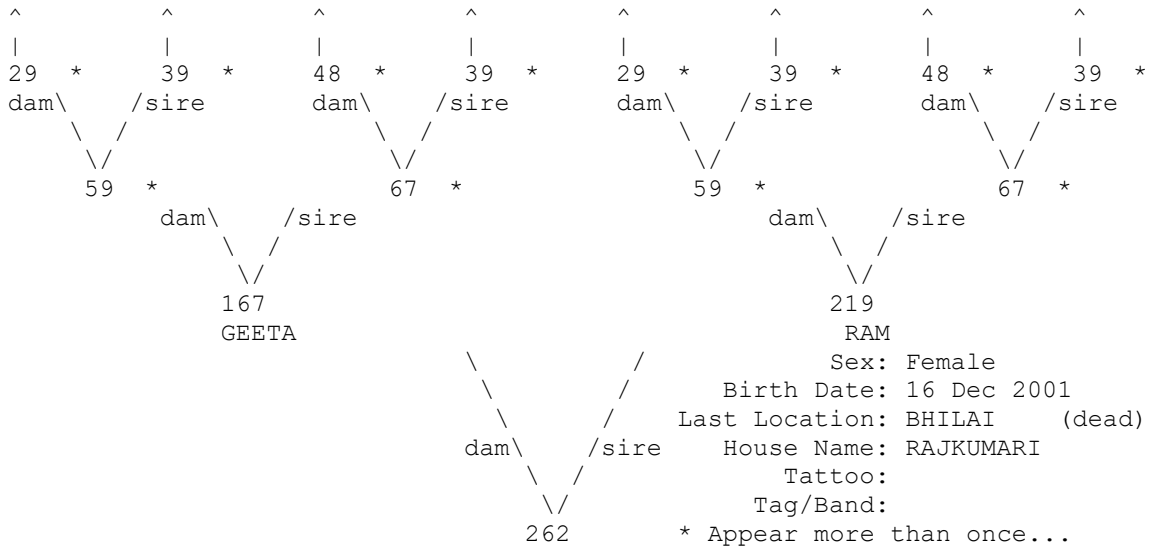 ^ ^ ^ ^ ^ ^ ^ ^
| | | | | | | |
29 * 39 * 48 * 39 * 29 * 39 * 48 * 39 *
dam\ /sire dam\ /sire dam\ /sire dam\ /sire
\ / \ / \ / \ /
\/ \/ \/ \/
59 * 67 * 59 * 67 *
dam\ /sire dam\ /sire
\ / \ /
\/ \/
167 219
GEETA RAM
\ / Sex: Female
\ / Birth Date: 16 Dec 2001
\ / Last Location: BHILAI (dead)
dam\ /sire House Name: RAJKUMARI
\ / Tattoo:
\/ Tag/Band:
262 * Appear more than once...